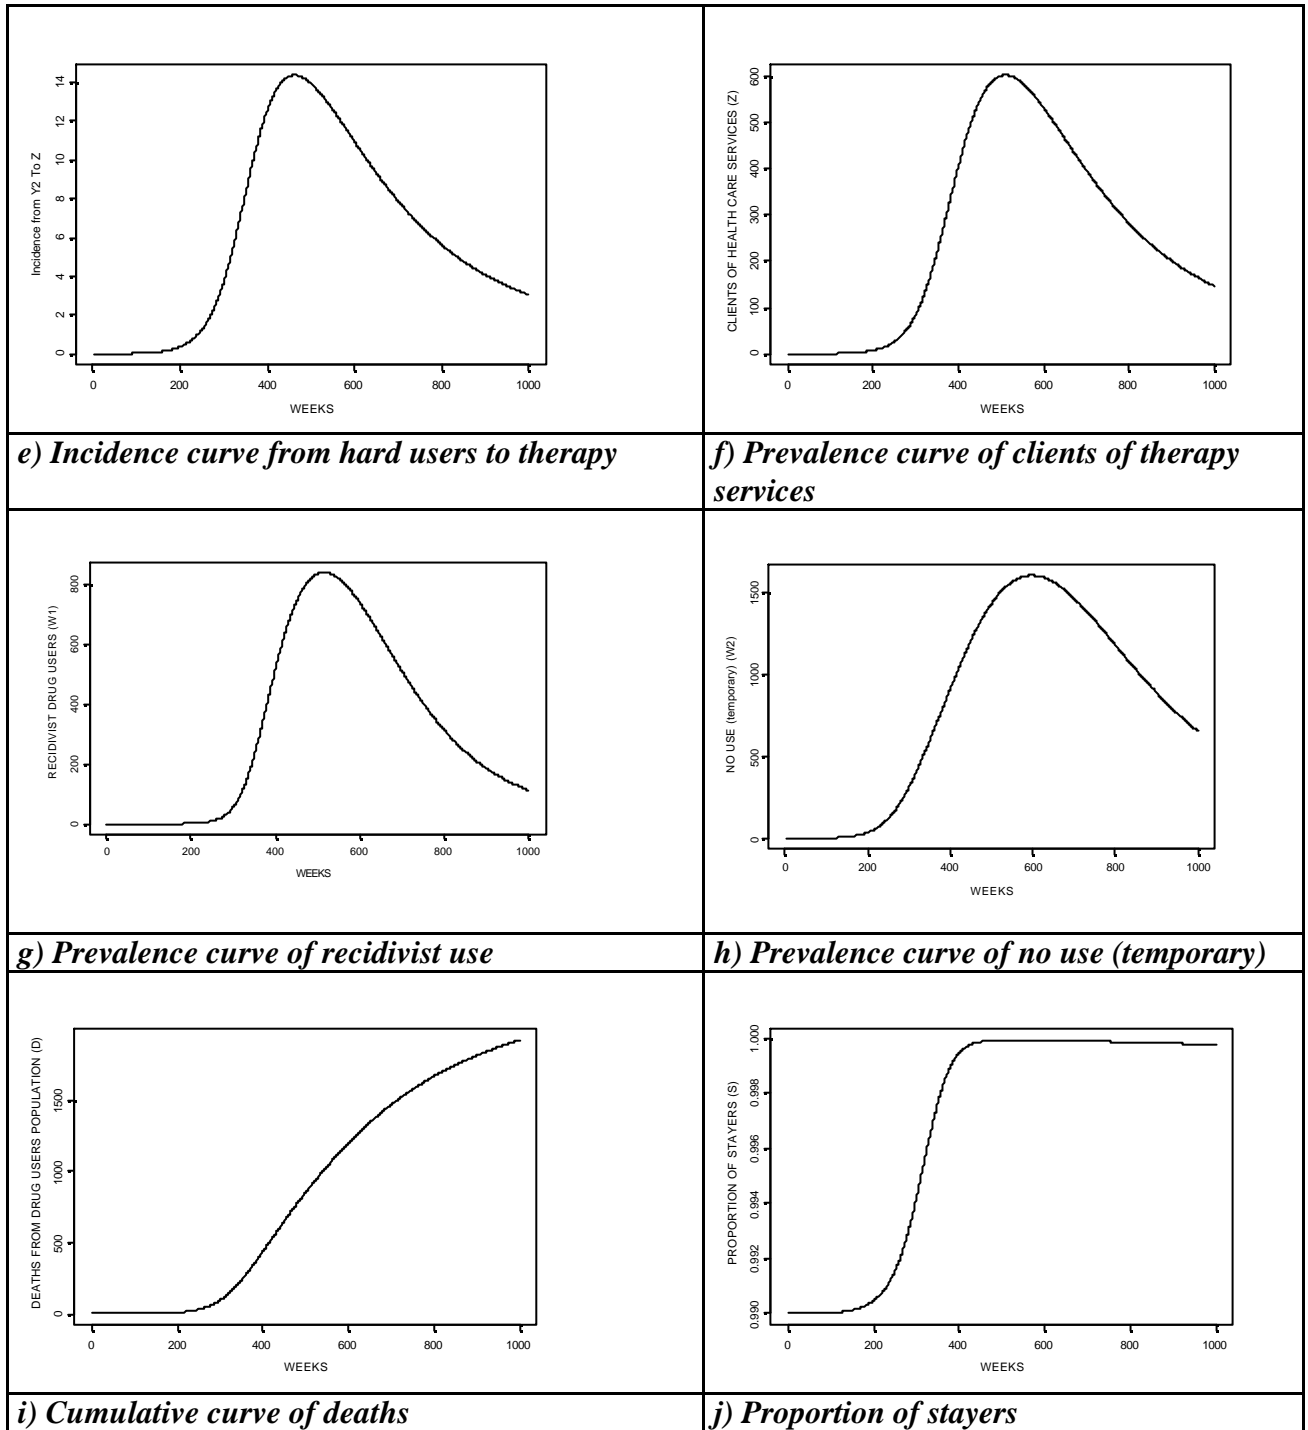 Incidence from Y2 To Z
14
12
10
8
6
4
2
0
0 200 400 600 800 1000
WEEKS
CLIENTS OF HEALTH CARE SERVICES (Z)
600
500
400
300
200
100
0
0 200 400 600 800 1000
WEEKS
e) Incidence curve from hard users to therapy
f) Prevalence curve of clients of therapy
services
RECIDIVIST DRUG USERS (W1)
800
600
400
200
0
0 200 400 600 800 1000
WEEKS
NO USE (temporary) (W2)
1500
1000
500
0
0 200 400 600 800 1000
WEEKS
g) Prevalence curve of recidivist use
h) Prevalence curve of no use (temporary)
DEATHS FROM DRUG USERS POPULATION (D)
1500
1000
500
0
0 200 400 600 800 1000
WEEKS
PROPORTION OF STAYERS (S)
1.000
0.998
0.996
0.994
0.992
0.990
0 200 400 600 800 1000
WEEKS
i) Cumulative curve of deaths
j) Proportion of stayers